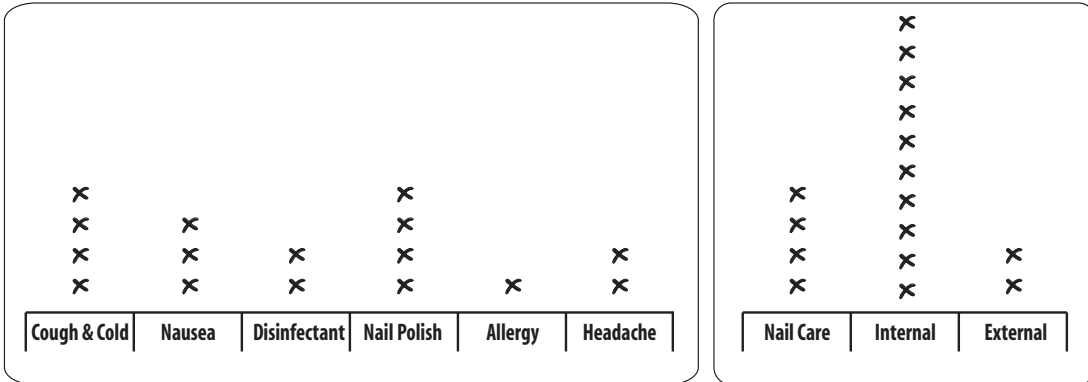 Cough & Cold Nausea Disinfectant Nail Polish Allergy Headache
Nail Care Internal External